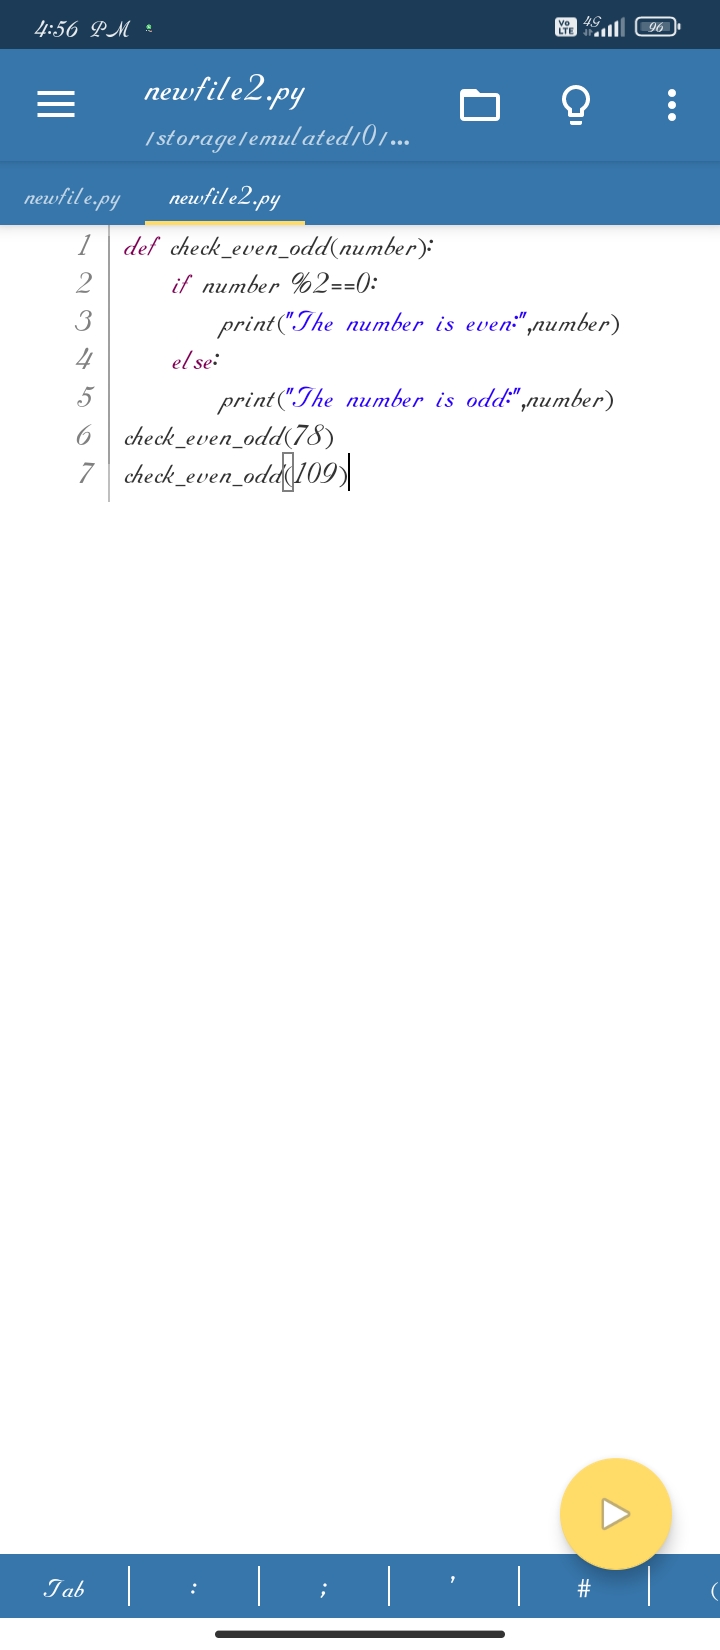 4:56 PM
Vo LTE 4G 96
newfile2.py
/storage/emulated/0/...
newfile.py newfile2.py
1 def check_even_odd(number):
2 if number %2==0:
3 print("The number is even:",number)
4 else:
5 print("The number is odd:",number)
6 check_even_odd(78)
7 check_even_odd(109)
Tab : ; ' # (